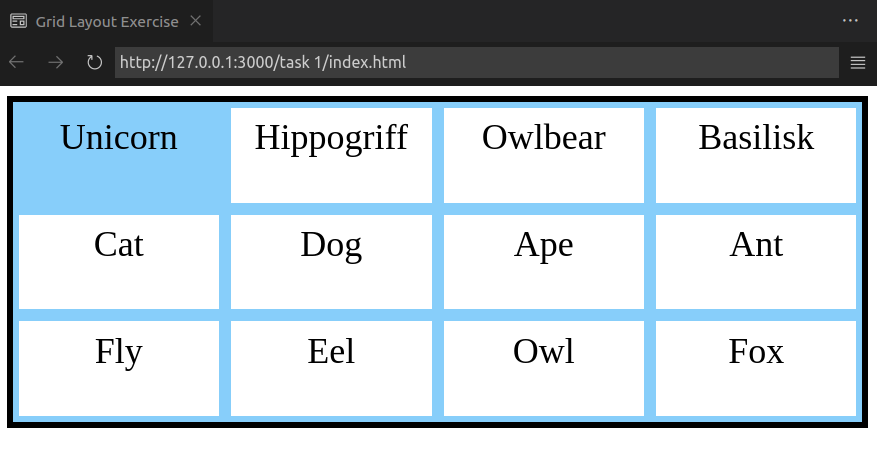 Grid Layout Exercise
http://127.0.0.1:3000/task 1/index.html
Unicorn Hippogriff Owlbear Basilisk
Cat Dog Ape Ant
Fly Eel Owl Fox